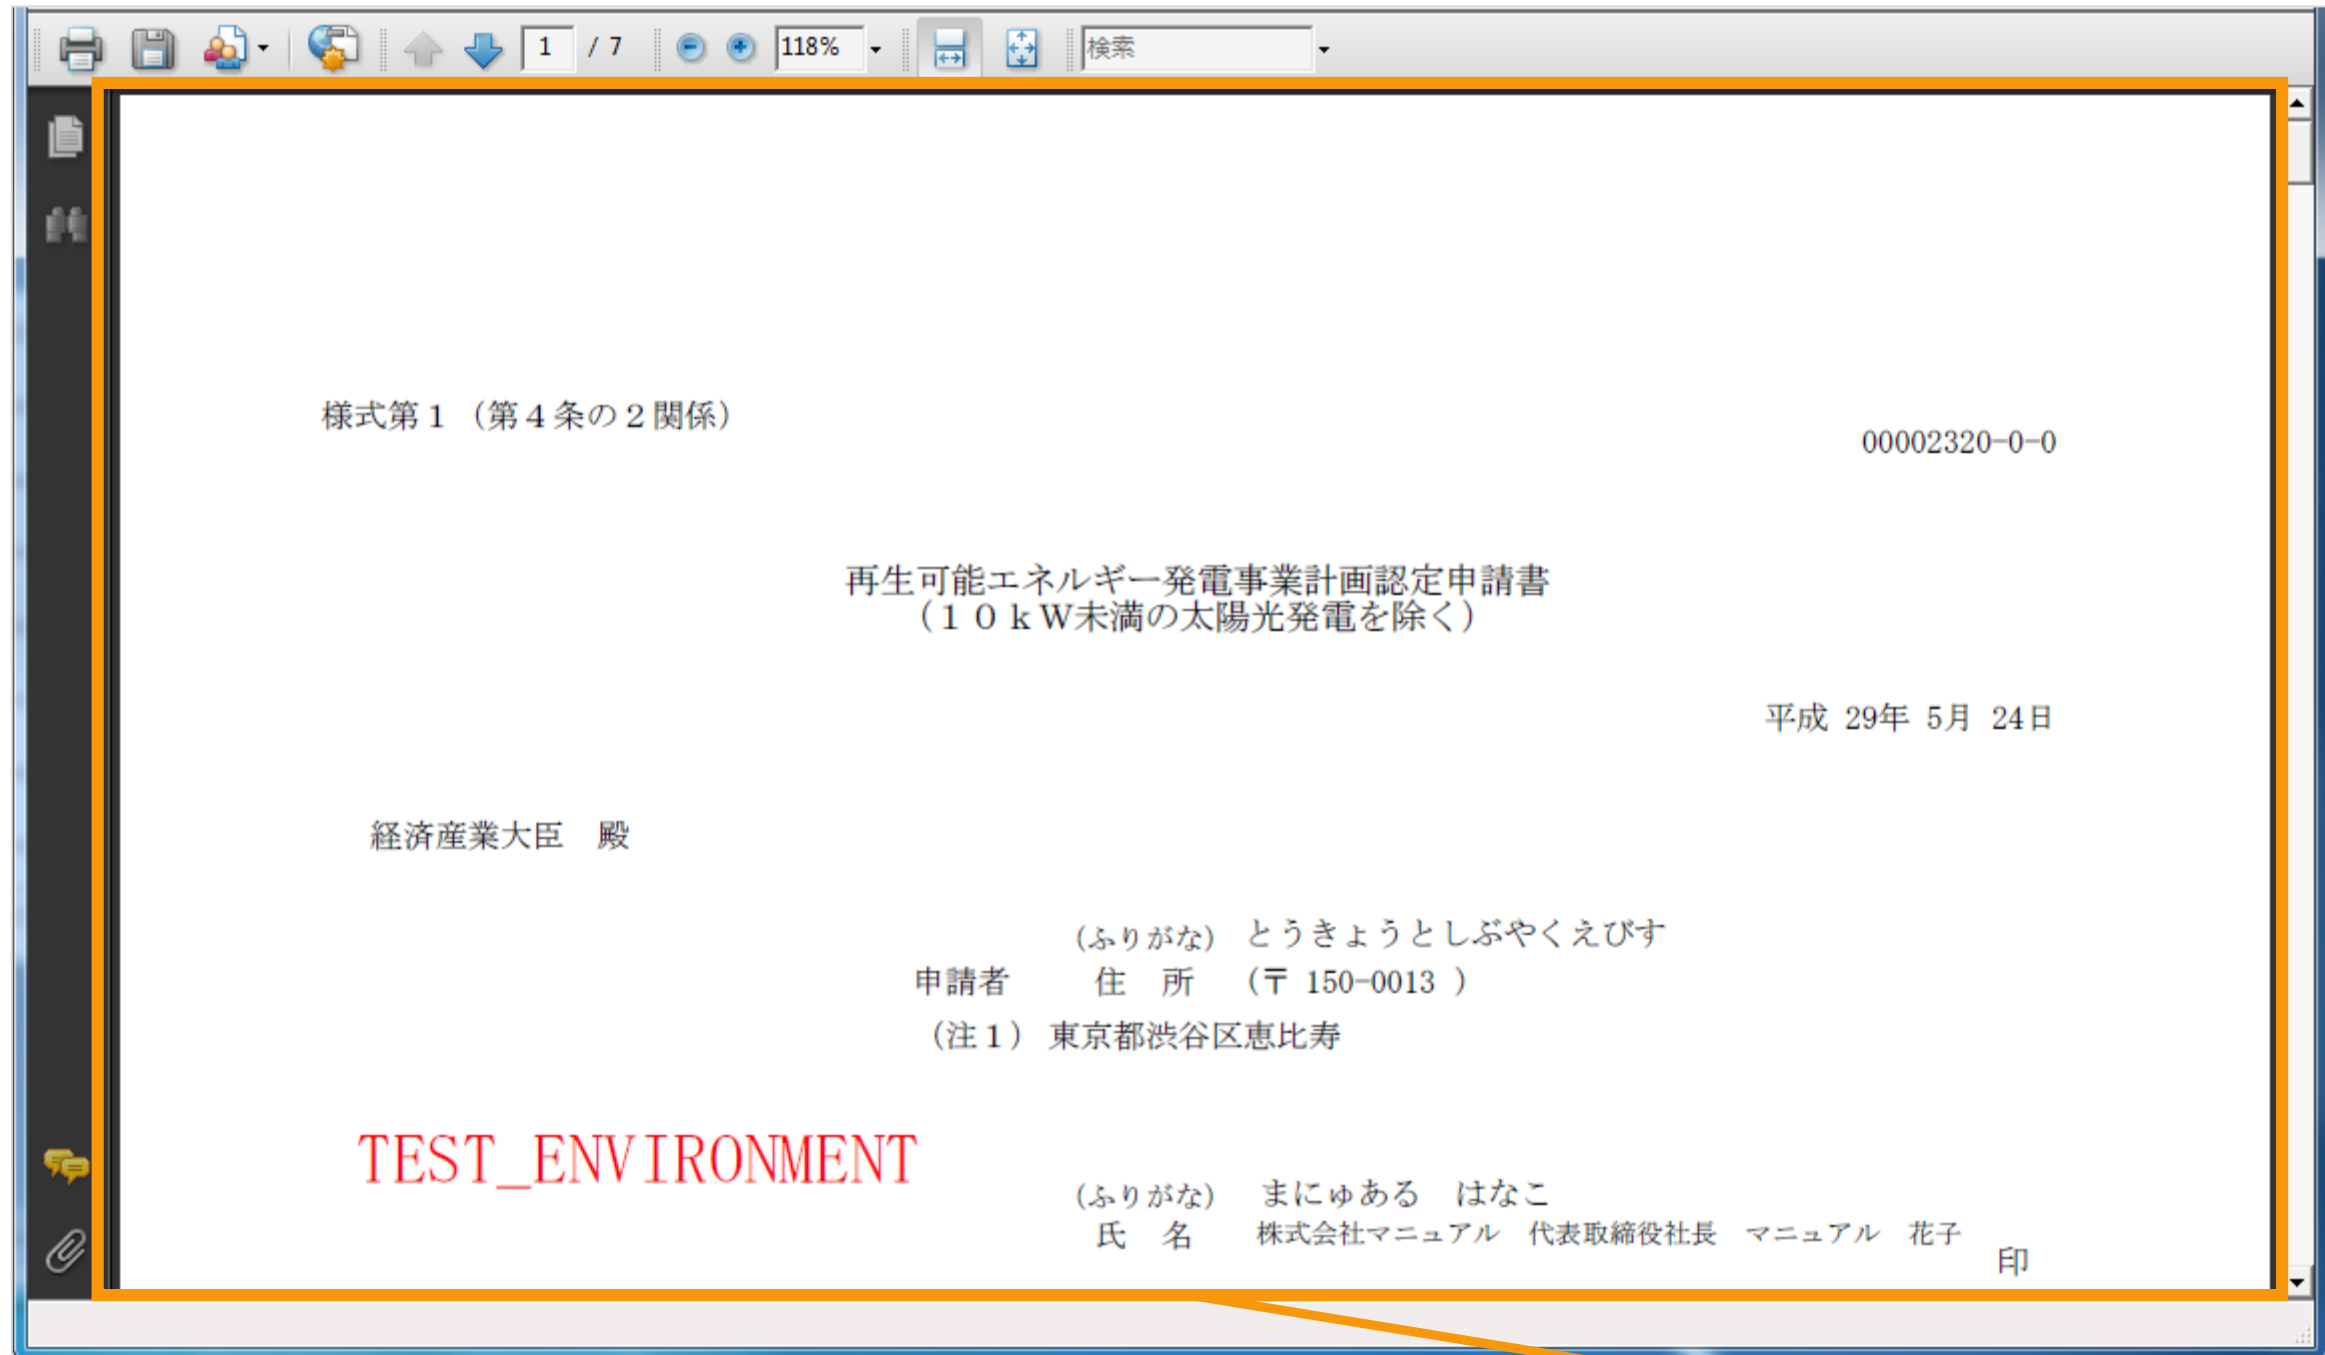 1 / 7 118% 検索
様式第１（第４条の２関係）
00002320-0-0
再生可能エネルギー発電事業計画認定申請書
（１０ｋＷ未満の太陽光発電を除く）
平成 29年 5月 24日
経済産業大臣　殿
(ふりがな) とうきょうとしぶやくえびす
申請者 住　所 （〒 150-0013 ）
（注１） 東京都渋谷区恵比寿
TEST_ENVIRONMENT
(ふりがな) まにゅある　はなこ
氏　名 株式会社マニュアル　代表取締役社長　マニュアル　花子
印